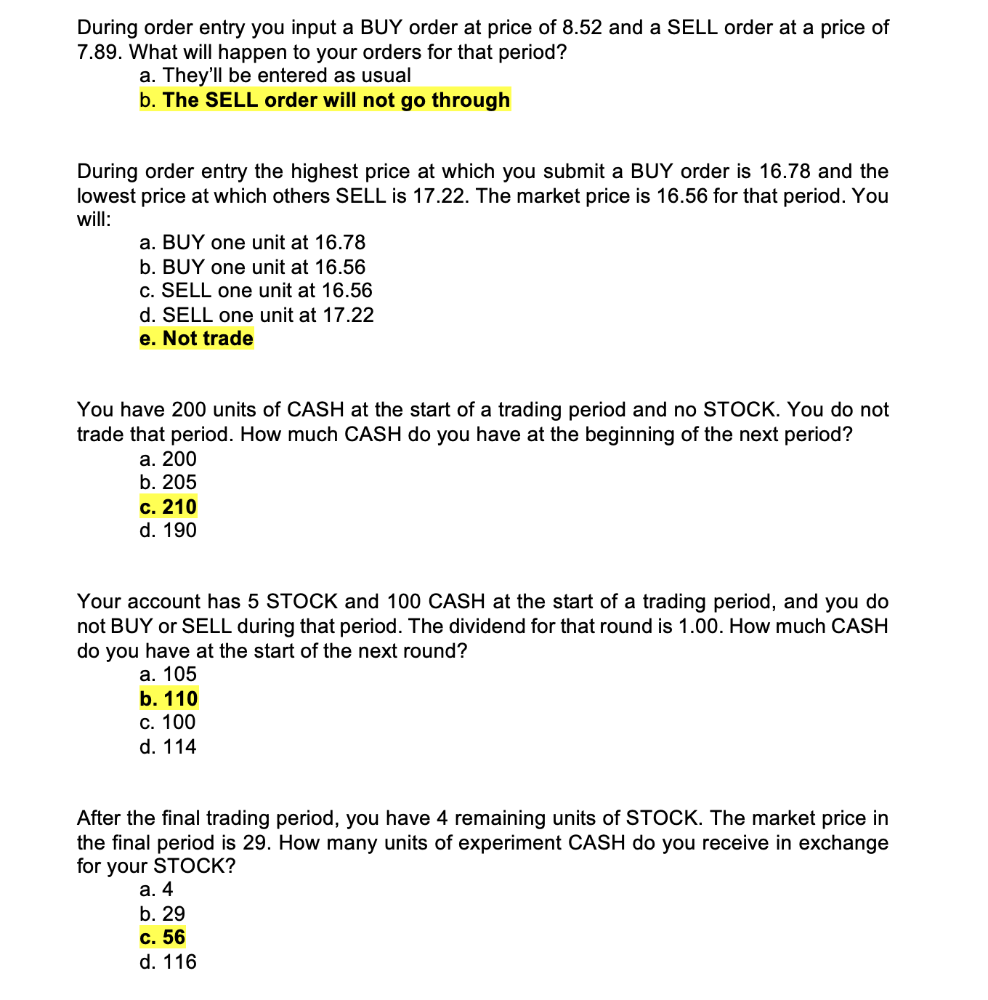 During order entry you input a BUY order at price of 8.52 and a SELL order at a price of
7.89. What will happen to your orders for that period?
a. They'll be entered as usual
b. The SELL order will not go through
During order entry the highest price at which you submit a BUY order is 16.78 and the
lowest price at which others SELL is 17.22. The market price is 16.56 for that period. You
will:
a. BUY one unit at 16.78
b. BUY one unit at 16.56
c. SELL one unit at 16.56
d. SELL one unit at 17.22
e. Not trade
You have 200 units of CASH at the start of a trading period and no STOCK. You do not
trade that period. How much CASH do you have at the beginning of the next period?
a. 200
b. 205
c. 210
d. 190
Your account has 5 STOCK and 100 CASH at the start of a trading period, and you do
not BUY or SELL during that period. The dividend for that round is 1.00. How much CASH
do you have at the start of the next round?
a. 105
b. 110
c. 100
d. 114
After the final trading period, you have 4 remaining units of STOCK. The market price in
the final period is 29. How many units of experiment CASH do you receive in exchange
for your STOCK?
a. 4
b. 29
c. 56
d. 116